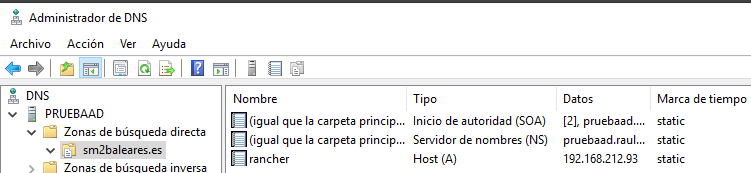 Administrador de DNS
Archivo Acción Ver Ayuda
DNS
PRUEBAAD
Zonas de búsqueda directa
sm2baleares.es
Zonas de búsqueda inversa
Nombre Tipo Datos Marca de tiempo
(igual que la carpeta princip... Inicio de autoridad (SOA) [2], pruebaad.... static
(igual que la carpeta princip... Servidor de nombres (NS) pruebaad.raul... static
rancher Host (A) 192.168.212.93 static